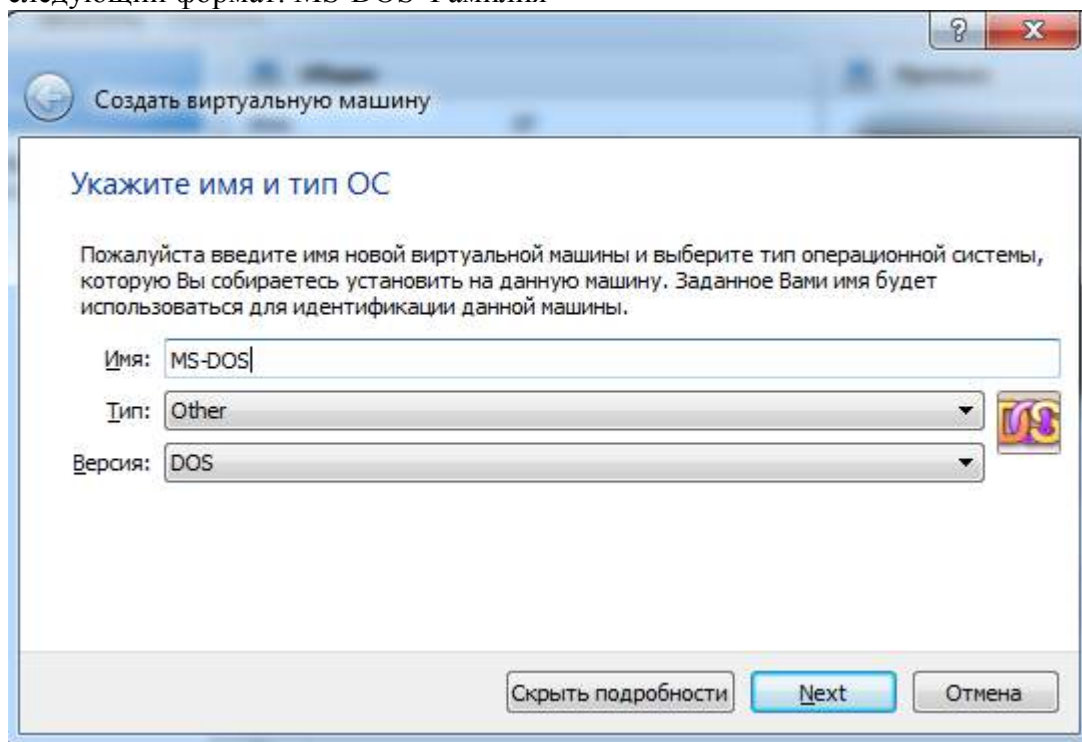 следующий формат: MS-DOS Фамилия
?
X
Создать виртуальную машину
Укажите имя и тип ОС
Пожалуйста введите имя новой виртуальной машины и выберите тип операционной системы,
которую Вы собираетесь установить на данную машину. Заданное Вами имя будет
использоваться для идентификации данной машины.
Имя: MS-DOS
Тип: Other
DOS
Версия: DOS
Скрыть подробности Next Отмена